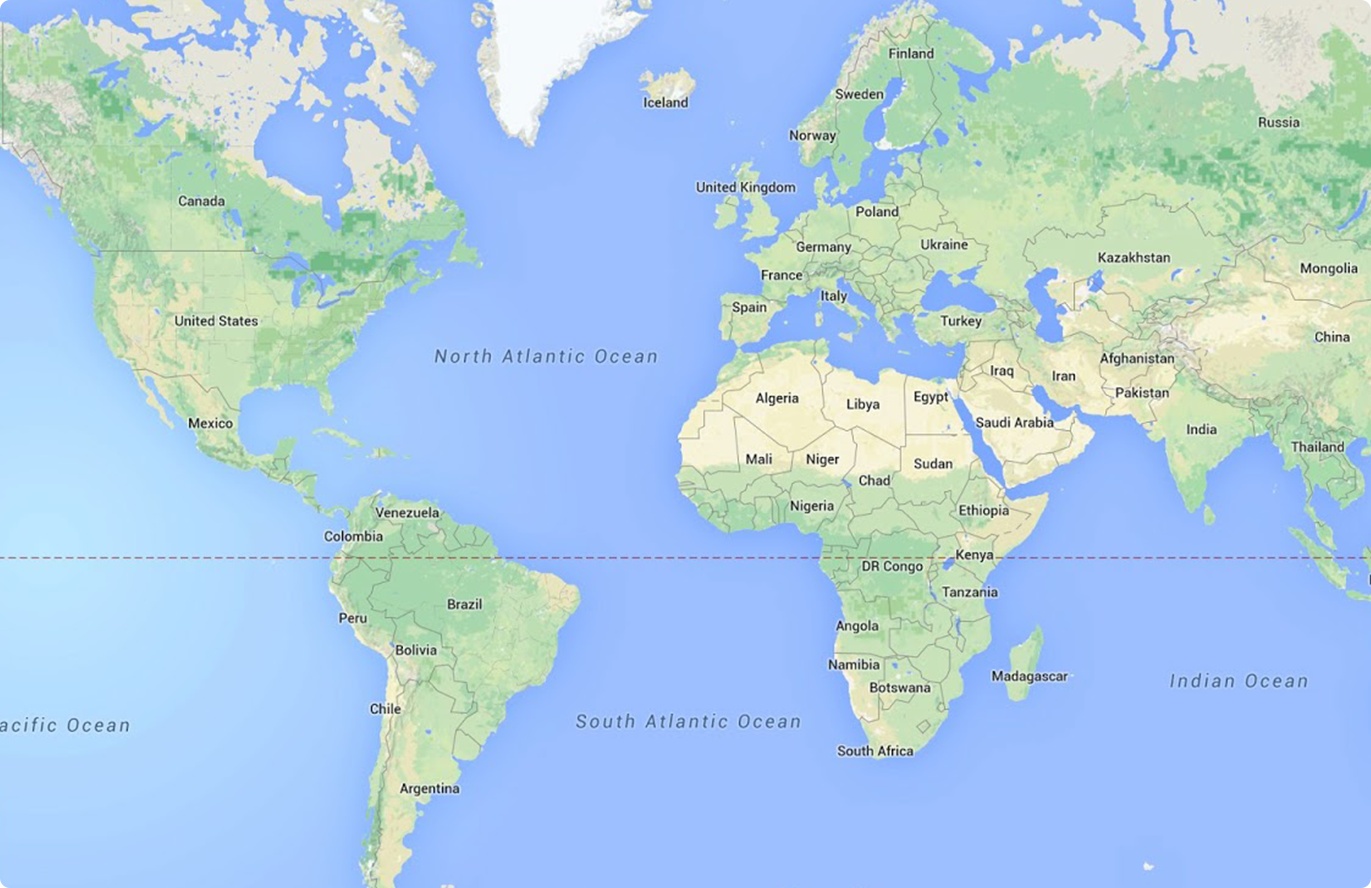 Finland
Sweden
Iceland
Russia
Norway
United Kingdom
Canada
Poland
Ukraine
Germany
Kazakhstan
Mongolia
France
Italy
Spain
United States
Turkey
China
North Atlantic Ocean
Afghanistan
Iraq
Iran
Pakistan
Algeria
Egypt
Libya
Saudi Arabia
Mexico
India
Thailand
Mali
Niger
Sudan
Chad
Nigeria
Ethiopia
Venezuela
Colombia
Kenya
DR Congo
Tanzania
Brazil
Peru
Angola
Bolivia
Namibia
Madagascar
Indian Ocean
Botswana
Chile
South Atlantic Ocean
acific Ocean
South Africa
Argentina